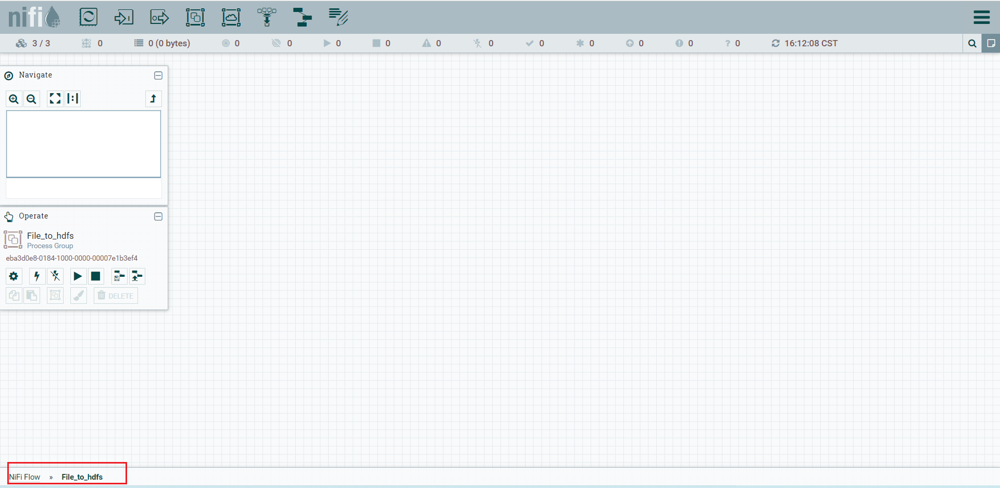 nifi
3 / 3 0 0 (0 bytes) 0 0 0 0 0 0 0 0 0 0 ? 0 16:12:08 CST
Navigate
Operate
File_to_hdfs
Process Group
eba3d0e8-0184-1000-0000-00007e1b3ef4
DELETE
NiFi Flow » File_to_hdfs